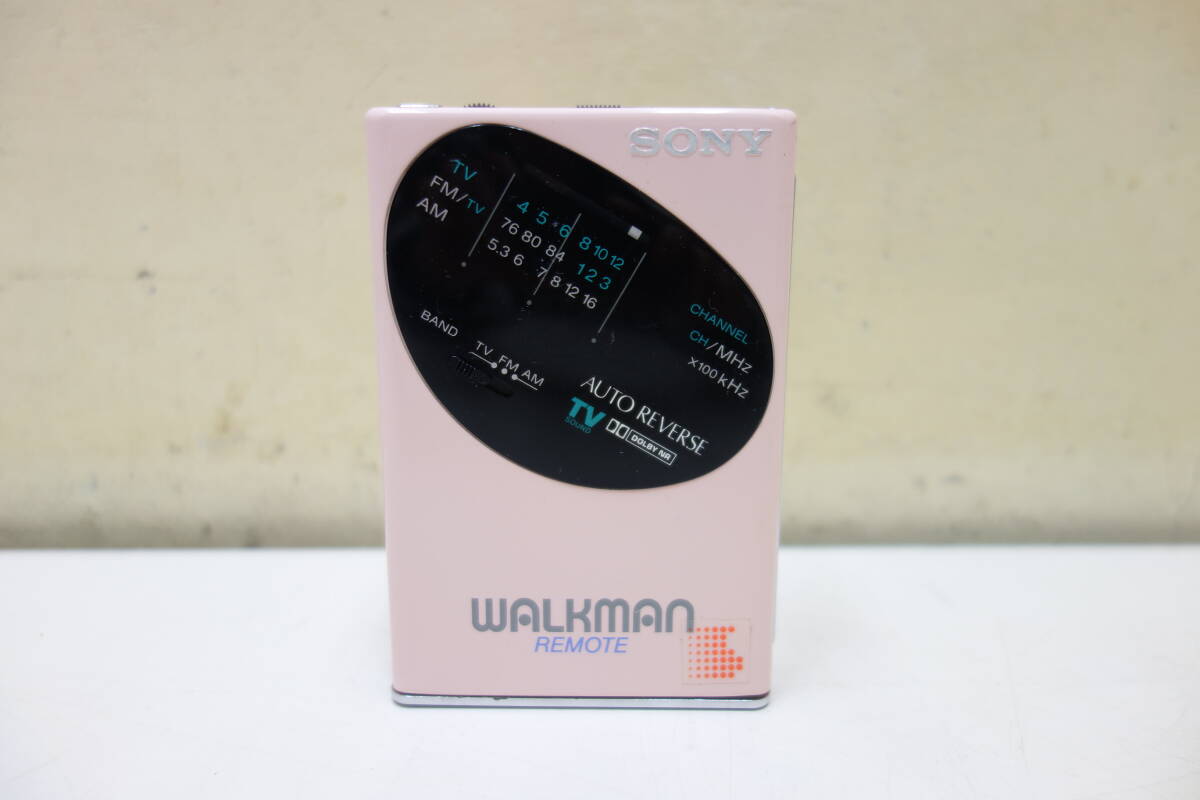 SONY
TV
FM/TV
AM
4 5 6 8 10 12
76 80 84 1 2 3
5.3 6 7 8 12 16
CHANNEL
CH/MHz
X100 kHz
BAND
TV FM AM
AUTO REVERSE
TV
SOUND
DOLBY NR
WALKMAN
REMOTE